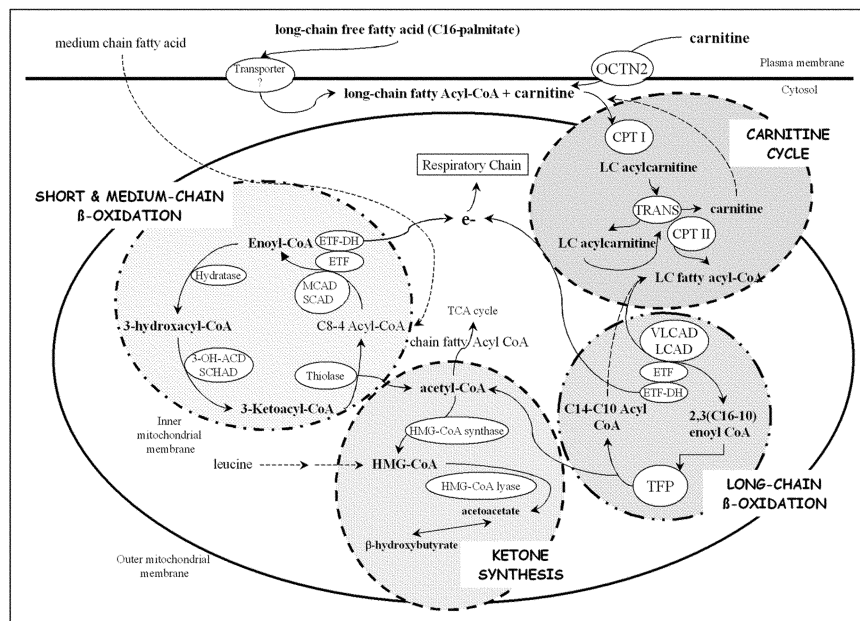 long-chain free fatty acid (C16-palmitate)
carnitine
medium chain fatty acid
Transporter
?
OCTN2
Plasma membrane
Cytosol
long-chain fatty Acyl-CoA + carnitine
CPT I
CARNITINE
CYCLE
LC acylcarnitine
Respiratory Chain
SHORT & MEDIUM-CHAIN
ß-OXIDATION
TRANS
carnitine
e-
CPT II
LC acylcarnitine
Enoyl-CoA
ETF-DH
ETF
Hydratase
LC fatty acyl-CoA
MCAD
SCAD
TCA cycle
3-hydroxacyl-CoA
C8-4 Acyl-CoA
chain fatty Acyl CoA
VLCAD
LCAD
3-OH-ACD
SCHAD
Thiolase
ETF
ETF-DH
acetyl-CoA
3-Ketoacyl-CoA
C14-C10 Acyl
CoA
2,3(C16-10)
enoyl CoA
Inner
mitochondrial
membrane
HMG-CoA synthase
leucine
HMG-CoA
TFP
LONG-CHAIN
ß-OXIDATION
HMG-CoA lyase
acetoacetate
β-hydroxybutyrate
KETONE
SYNTHESIS
Outer mitochondrial
membrane